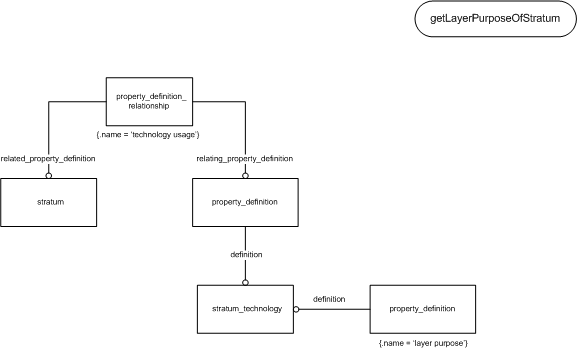 getLayerPurposeOfStratum
property_definition_
relationship
{.name = 'technology usage'}
related_property_definition
relating_property_definition
stratum
property_definition
definition
definition
stratum_technology
property_definition
{.name = 'layer purpose'}